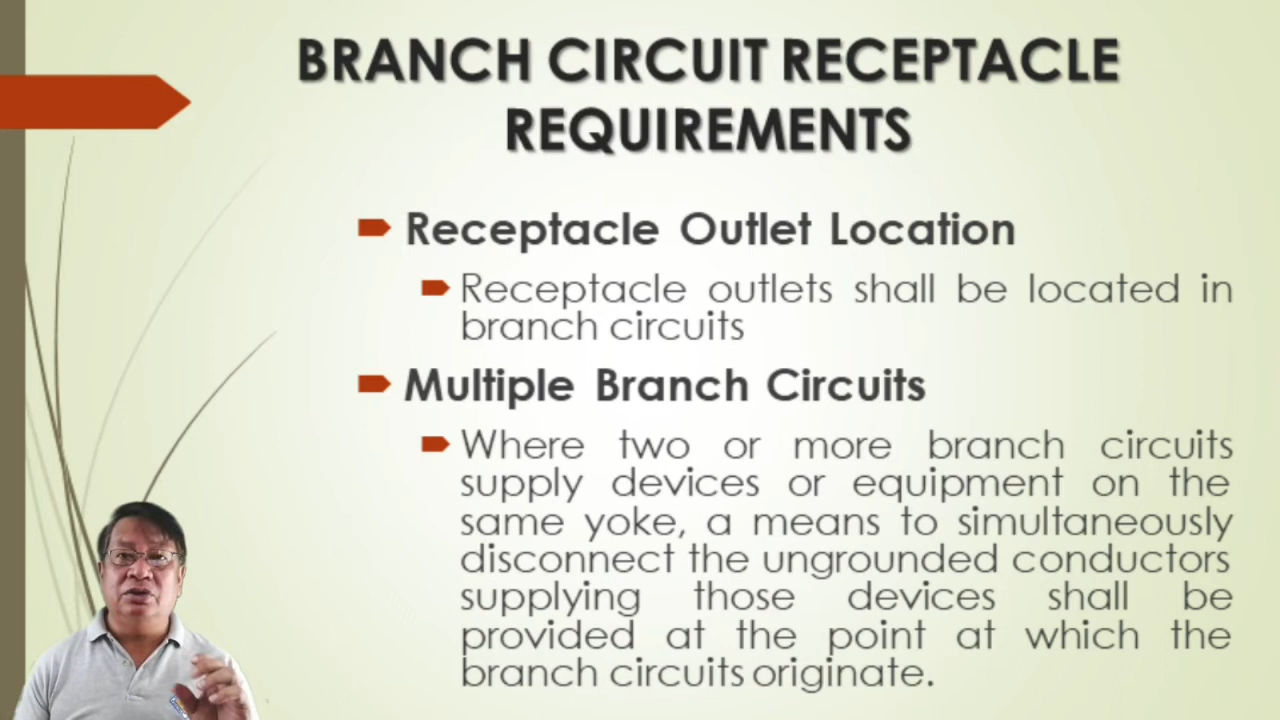 BRANCH CIRCUIT RECEPTACLE
REQUIREMENTS
Receptacle Outlet Location
Receptacle outlets shall be located in
branch circuits
Multiple Branch Circuits
Where two or more branch circuits
supply devices or equipment on the
same yoke, a means to simultaneously
disconnect the ungrounded conductors
supplying those devices shall be
provided at the point at which the
branch circuits originate.